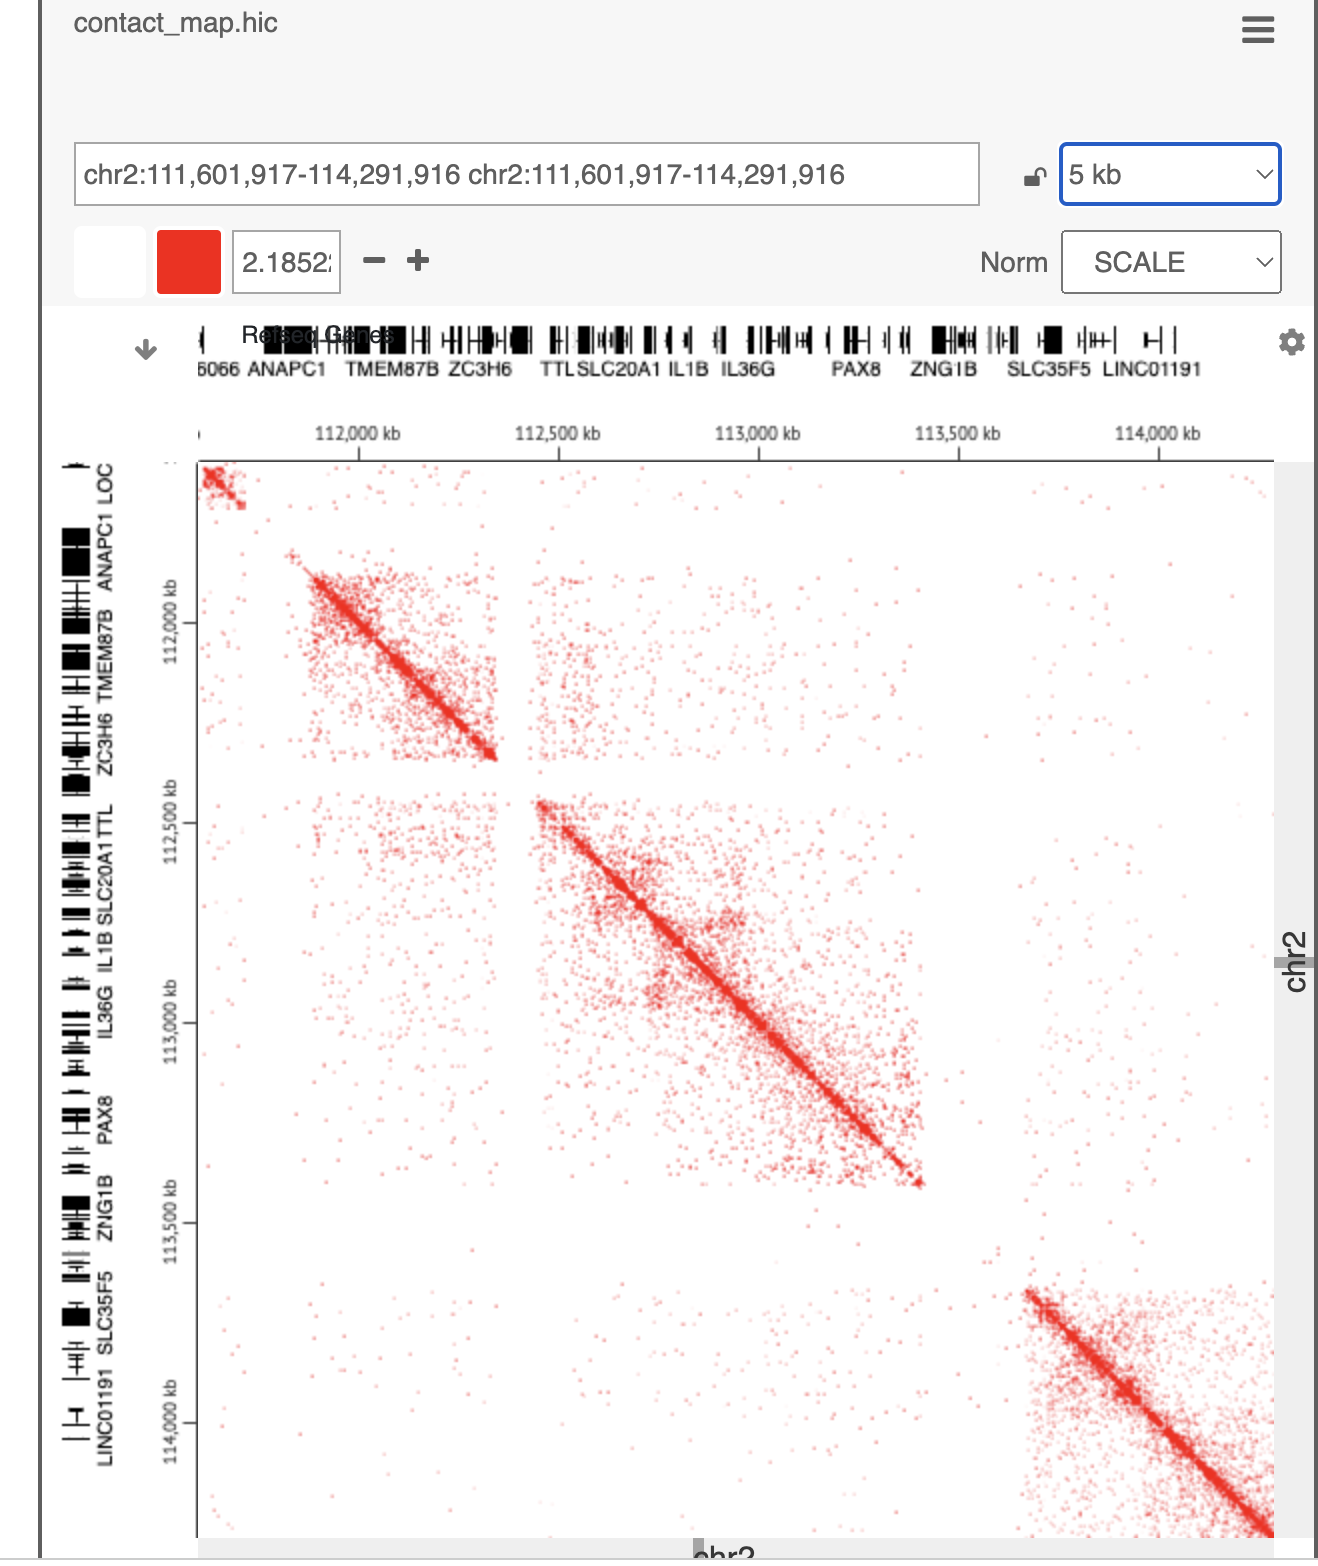 contact_map.hic
chr2:111,601,917-114,291,916 chr2:111,601,917-114,291,916
5 kb
2.1852
Norm
SCALE
Refseq Genes
6066 ANAPC1 TMEM87B ZC3H6 TTL SLC20A1 IL1B IL36G PAX8 ZNG1B SLC35F5 LINC01191
112,000 kb 112,500 kb 113,000 kb 113,500 kb 114,000 kb
LOC ANAPC1 TMEM87B ZC3H6 TTL SLC20A1 IL1B IL36G PAX8 ZNG1B SLC35F5 LINC01191
112,000 kb 112,500 kb 113,000 kb 113,500 kb 114,000 kb
chr2
chr2